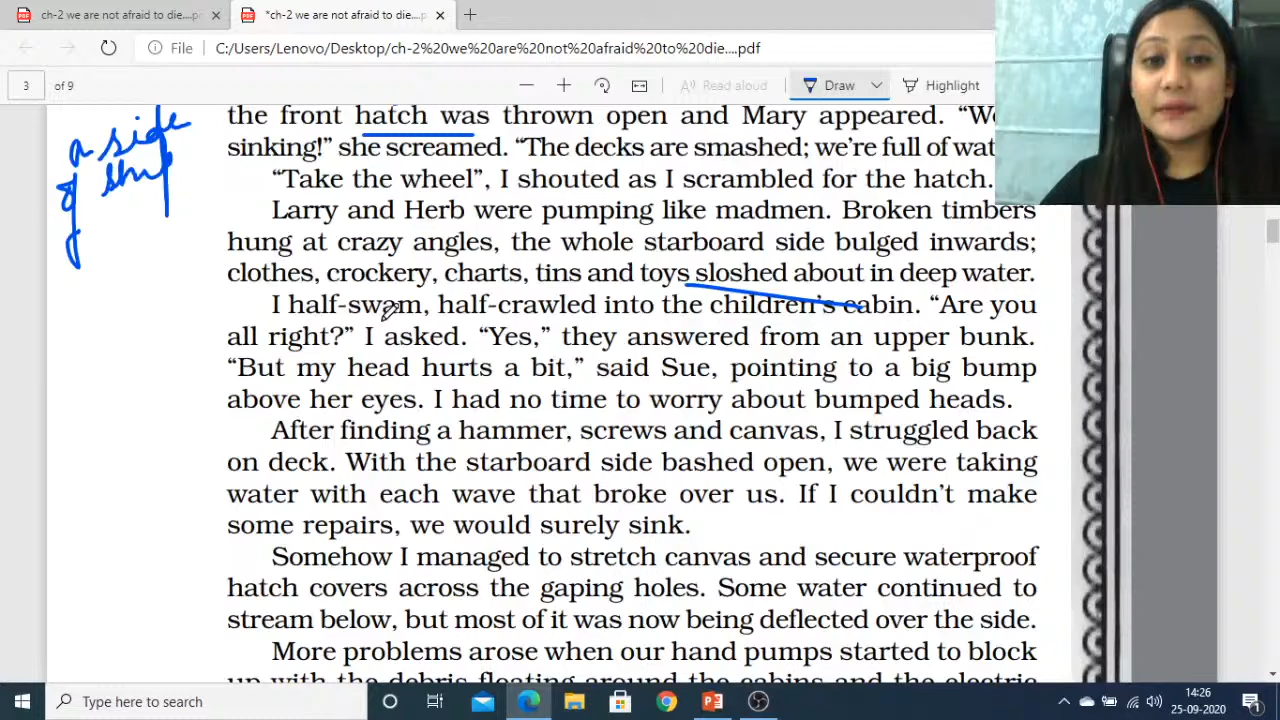 ch-2 we are not afraid to die....p
*ch-2 we are not afraid to die....p
File
C:/Users/Lenovo/Desktop/ch-2%20we%20are%20not%20afraid%20to%20die....pdf
3 of 9
Read aloud
Draw
Highlight
a side
of ship
the front hatch was thrown open and Mary appeared. “We
sinking!” she screamed. “The decks are smashed; we’re full of wat
“Take the wheel”, I shouted as I scrambled for the hatch.
Larry and Herb were pumping like madmen. Broken timbers
hung at crazy angles, the whole starboard side bulged inwards;
clothes, crockery, charts, tins and toys sloshed about in deep water.
I half-swam, half-crawled into the children’s cabin. “Are you
all right?” I asked. “Yes,” they answered from an upper bunk.
“But my head hurts a bit,” said Sue, pointing to a big bump
above her eyes. I had no time to worry about bumped heads.
After finding a hammer, screws and canvas, I struggled back
on deck. With the starboard side bashed open, we were taking
water with each wave that broke over us. If I couldn’t make
some repairs, we would surely sink.
Somehow I managed to stretch canvas and secure waterproof
hatch covers across the gaping holes. Some water continued to
stream below, but most of it was now being deflected over the side.
More problems arose when our hand pumps started to block
up with the debris floating around the cabins and the electric
Type here to search
14:26
25-09-2020
1